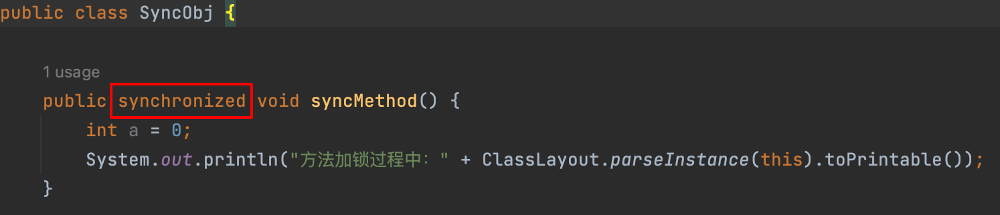 public class SyncObj {
1 usage
public synchronized void syncMethod() {
int a = 0;
System.out.println("方法加锁过程中：" + ClassLayout.parseInstance(this).toPrintable());
}